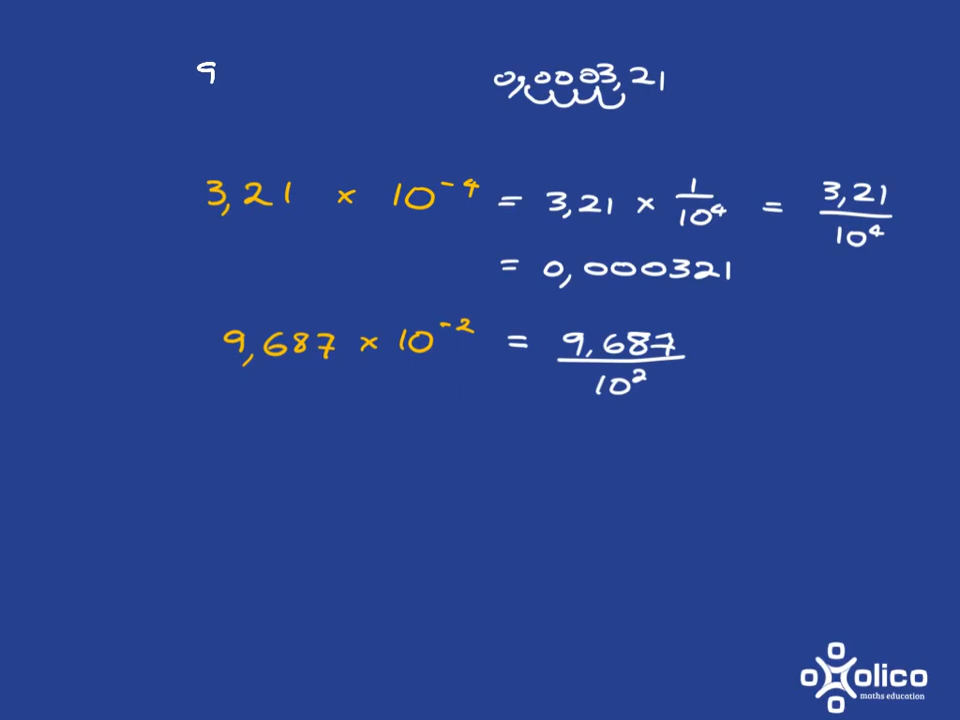 9
0,0003,21
3,21 × 10⁻⁴ = 3,21 × 1/10⁴ = 3,21/10⁴
= 0,000321
9,687 × 10⁻² = 9,687/10²
olico
maths education